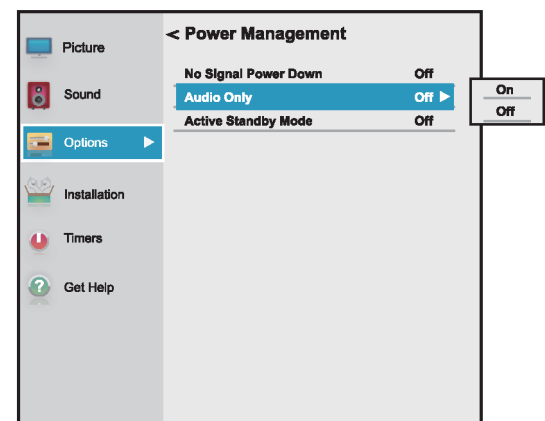 < Power Management
Picture
Sound
Options
Installation
Timers
Get Help
No Signal Power Down Off
Audio Only Off
Active Standby Mode Off
On
Off